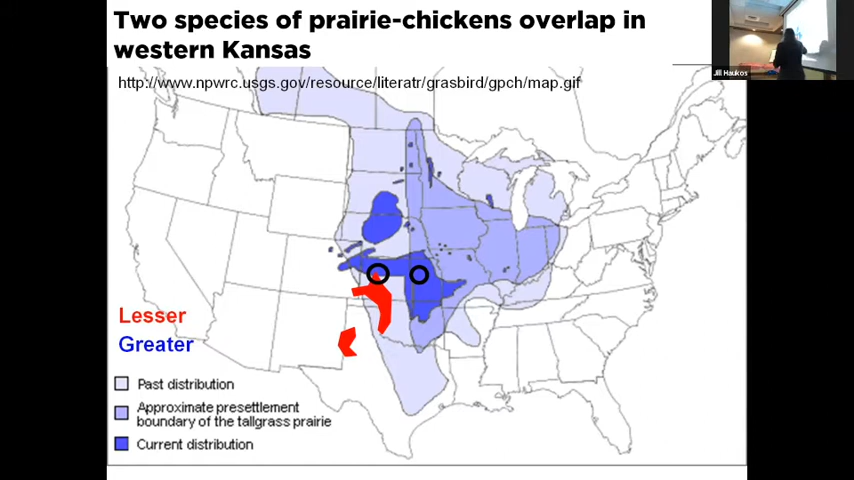 Two species of prairie-chickens overlap in
western Kansas
http://www.npwrc.usgs.gov/resource/literatr/grasbird/gpch/map.gif
Jill Haukos
Lesser
Greater
Past distribution
Approximate presettlement
boundary of the tallgrass prairie
Current distribution